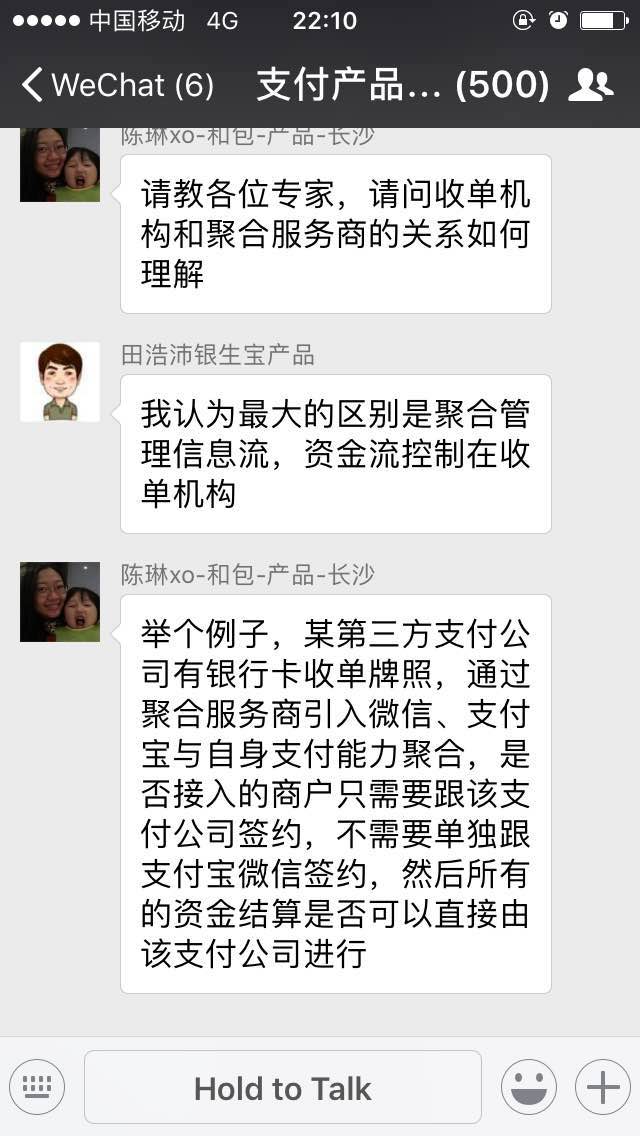 中国移动 4G 22:10
WeChat (6) 支付产品... (500)
陈琳xo-和包-产品-长沙
请教各位专家，请问收单机
构和聚合服务商的关系如何
理解
田浩沛银生宝产品
我认为最大的区别是聚合管
理信息流，资金流控制在收
单机构
陈琳xo-和包-产品-长沙
举个例子，某第三方支付公
司有银行卡收单牌照，通过
聚合服务商引入微信、支付
宝与自身支付能力聚合，是
否接入的商户只需要跟该支
付公司签约，不需要单独跟
支付宝微信签约，然后所有
的资金结算是否可以直接由
该支付公司进行
Hold to Talk